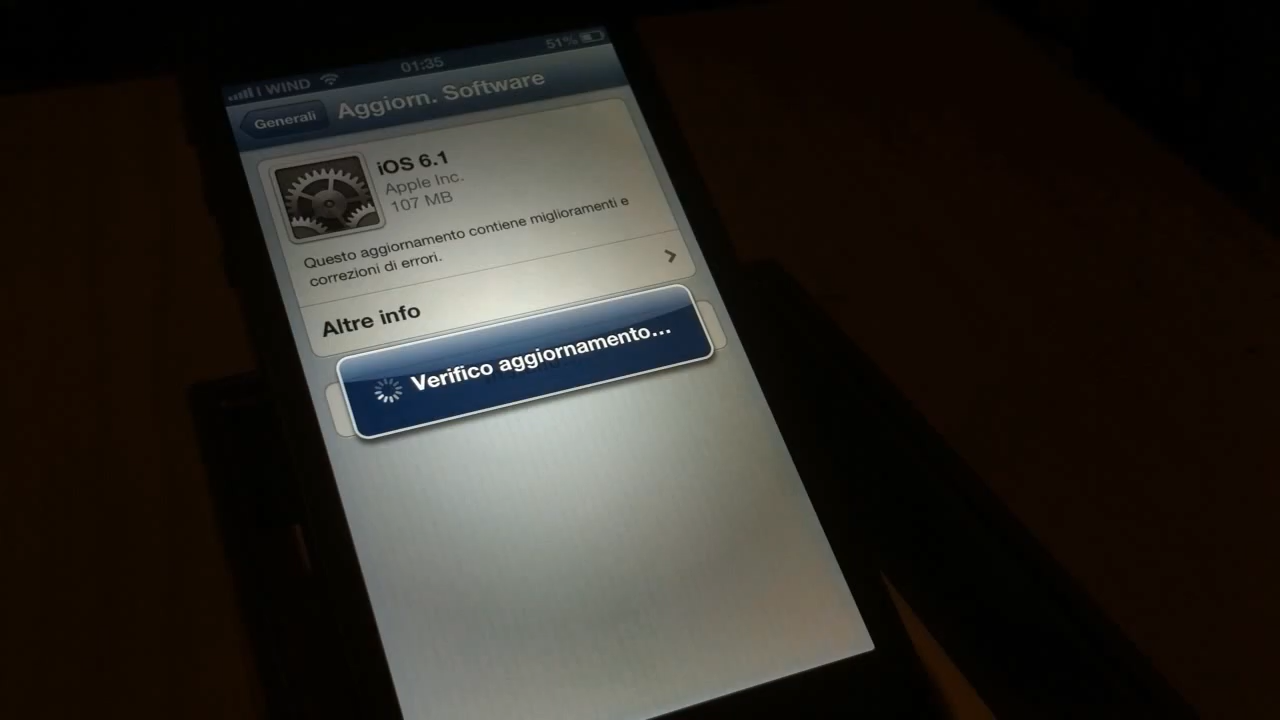 WIND 01:35 51%
Generali Aggiorn. Software
iOS 6.1
Apple Inc.
107 MB
Questo aggiornamento contiene miglioramenti e
correzioni di errori.
Altre info
Verifico aggiornamento...